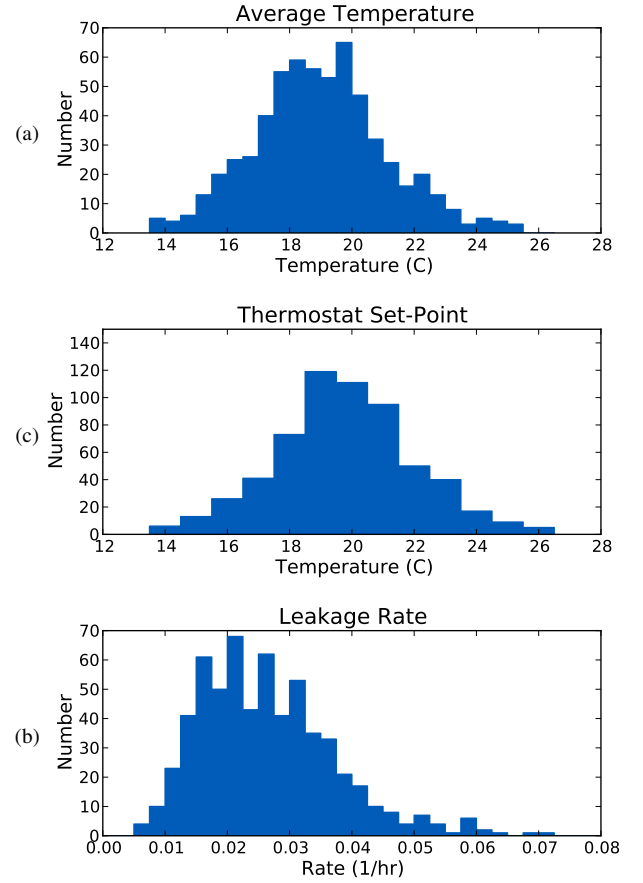 Average Temperature
(a)
Number
70
60
50
40
30
20
10
0
12 14 16 18 20 22 24 26 28
Temperature (C)
Thermostat Set-Point
(c)
Number
140
120
100
80
60
40
20
0
12 14 16 18 20 22 24 26 28
Temperature (C)
Leakage Rate
(b)
Number
70
60
50
40
30
20
10
0
0.00 0.01 0.02 0.03 0.04 0.05 0.06 0.07 0.08
Rate (1/hr)